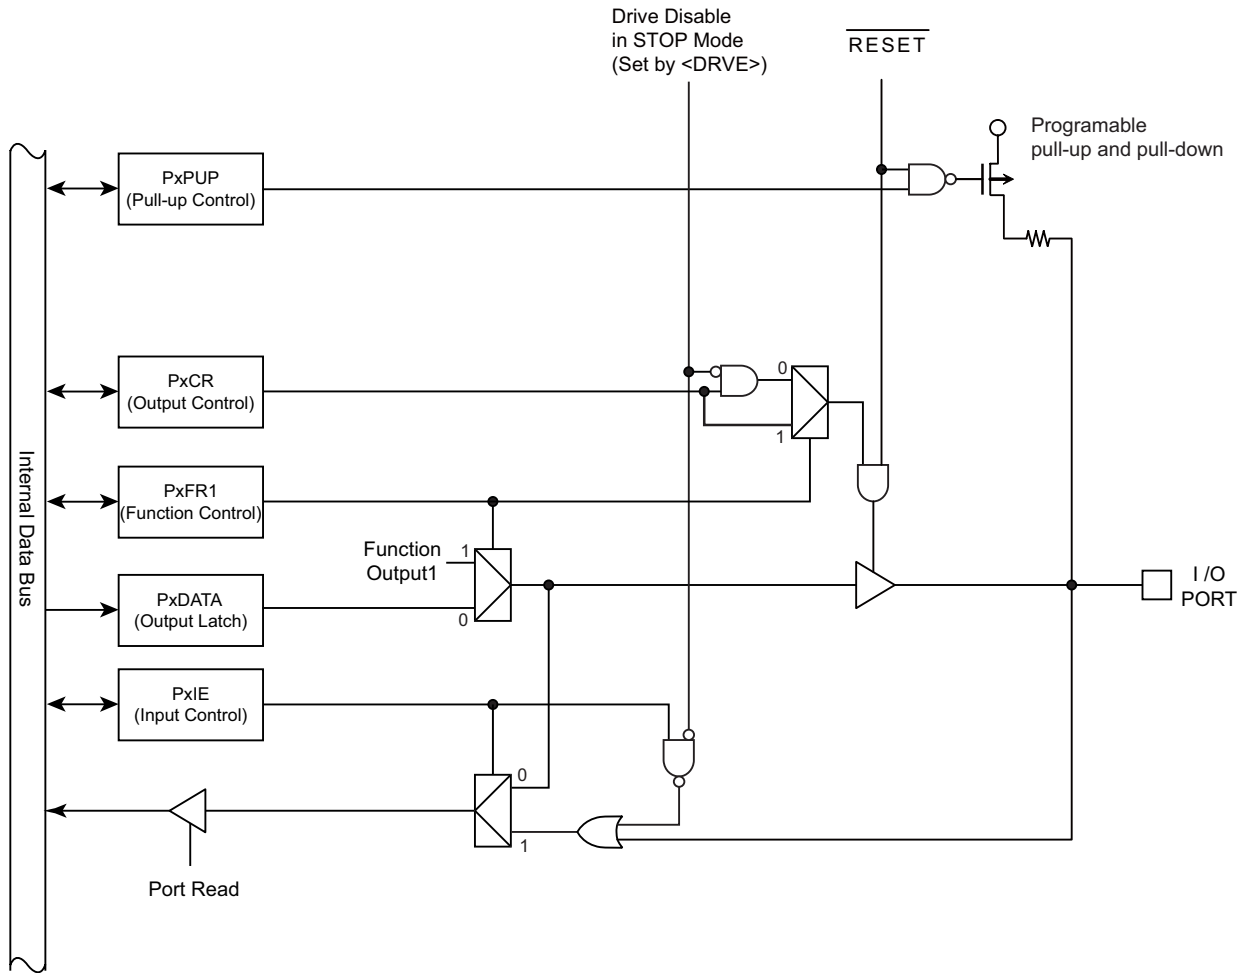 Drive Disable
in STOP Mode
(Set by <DRVE>)
RESET
Programable
pull-up and pull-down
PxPUP
(Pull-up Control)
PxCR
(Output Control)
0
1
PxFR1
(Function Control)
Function
Output1
1
0
PxDATA
(Output Latch)
I /O
PORT
PxIE
(Input Control)
0
1
Port Read
Internal Data Bus